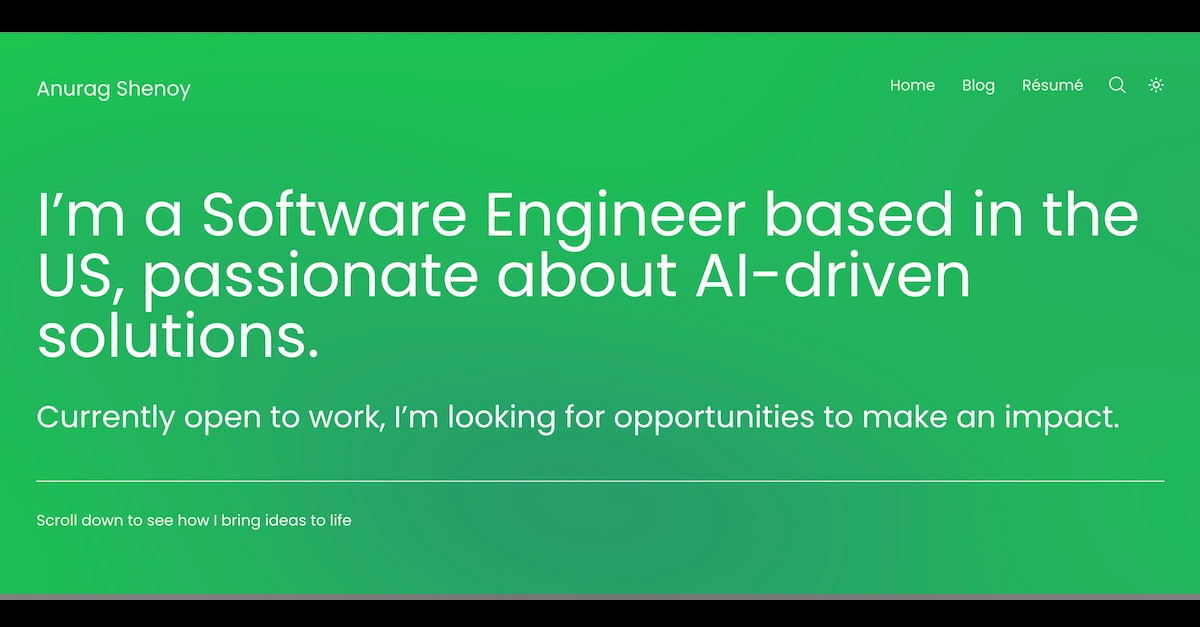 Anurag Shenoy
Home Blog Résumé
I’m a Software Engineer based in the
US, passionate about AI-driven
solutions.
Currently open to work, I’m looking for opportunities to make an impact.
Scroll down to see how I bring ideas to life